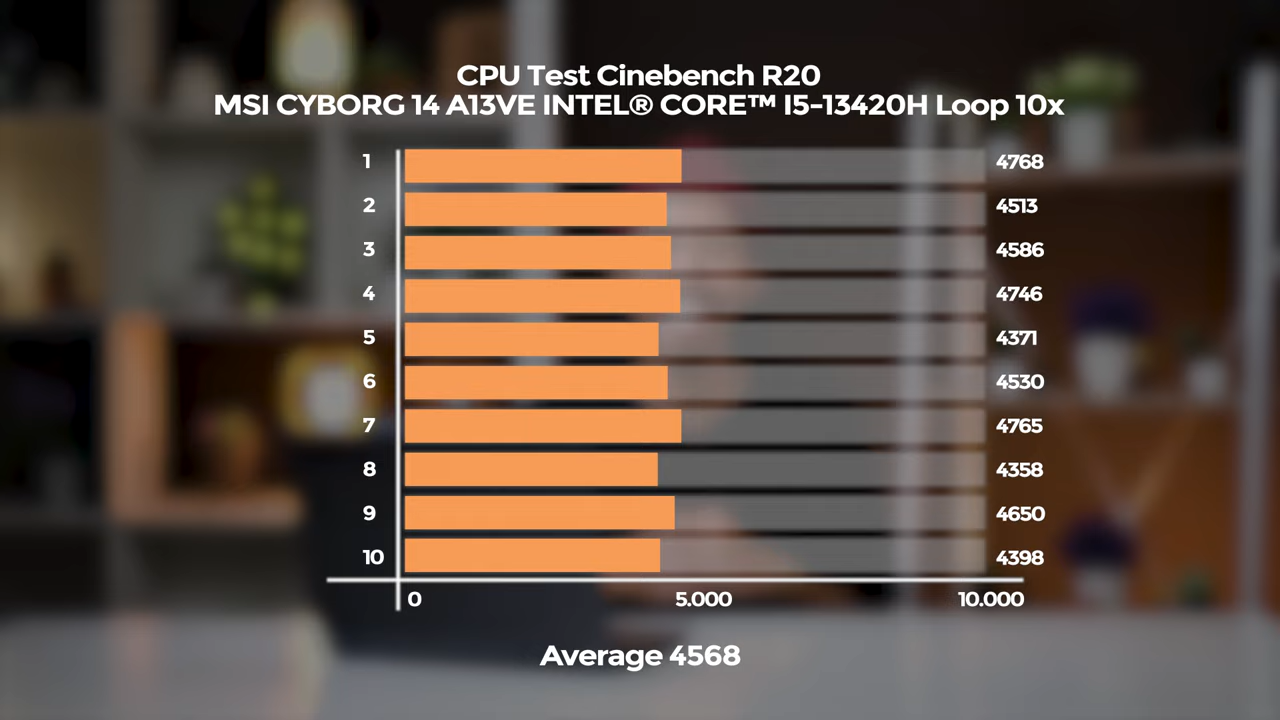 CPU Test Cinebench R20
MSI CYBORG 14 A13VE INTEL® CORE™ I5-13420H Loop 10x
1 4768
2 4513
3 4586
4 4746
5 4371
6 4530
7 4765
8 4358
9 4650
10 4398
0 5.000 10.000
Average 4568